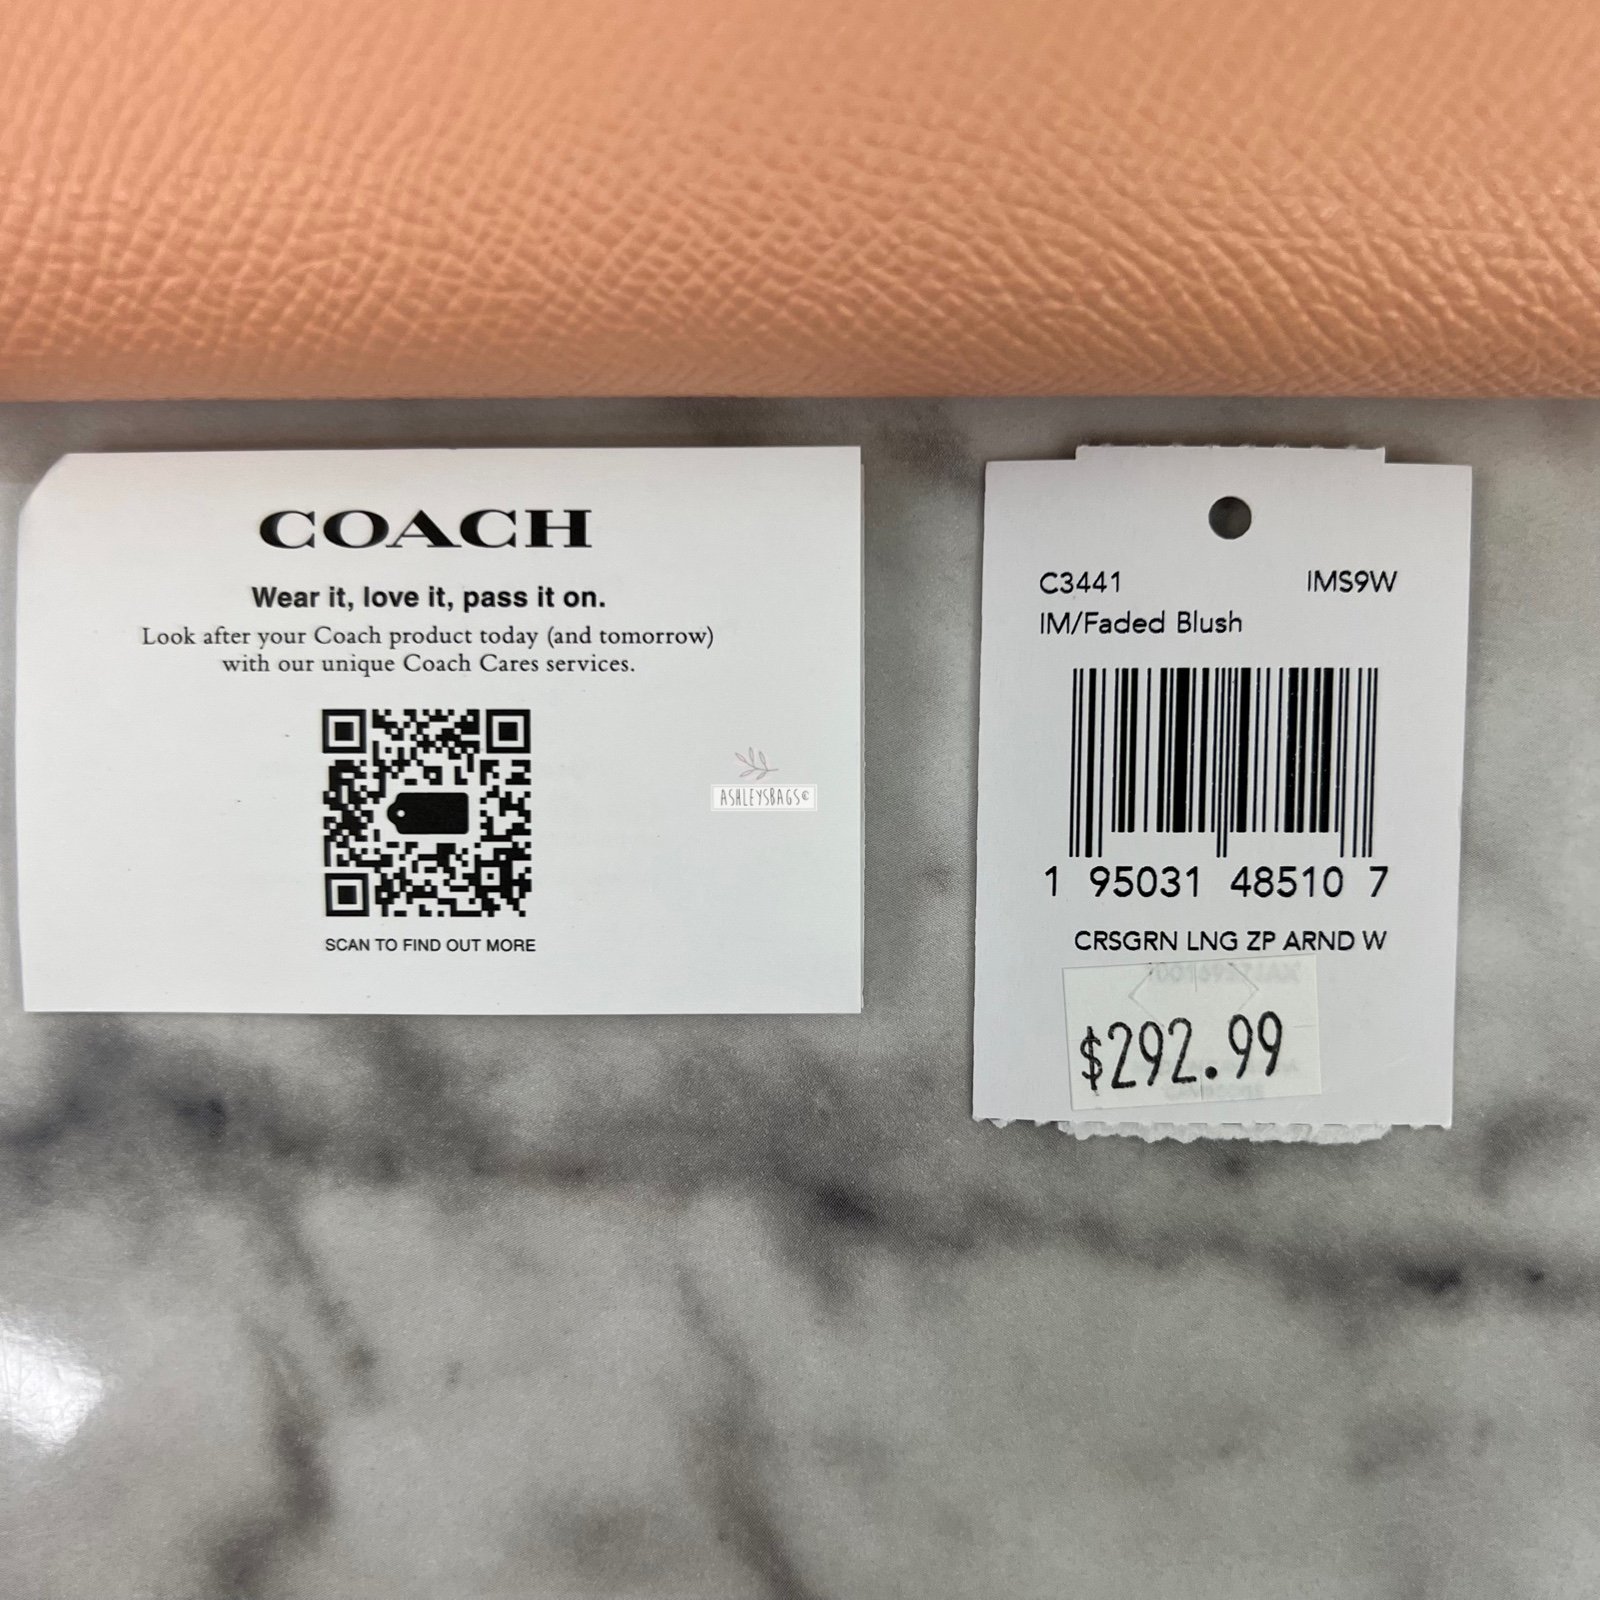 COACH
Wear it, love it, pass it on.
Look after your Coach product today (and tomorrow)
with our unique Coach Cares services.
SCAN TO FIND OUT MORE
ASHLEYSBAGS©
C3441 IMS9W
IM/Faded Blush
1 95031 48510 7
CRSGRN LNG ZP ARND W
$292.99